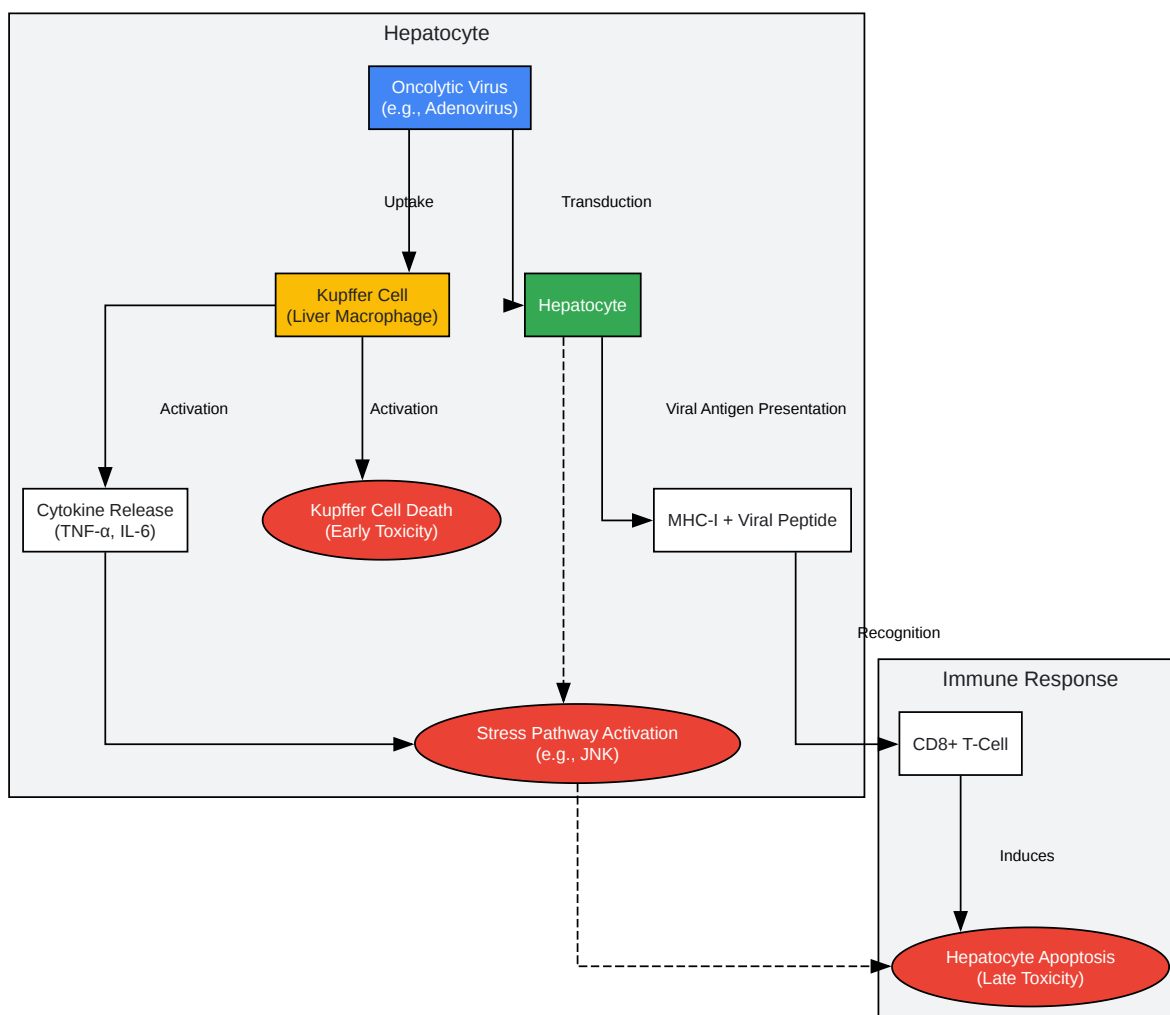 Hepatocyte
Oncolytic Virus
(e.g., Adenovirus)
Uptake
Transduction
Kupffer Cell
(Liver Macrophage)
Hepatocyte
Activation
Activation
Viral Antigen Presentation
Cytokine Release
(TNF-α, IL-6)
Kupffer Cell Death
(Early Toxicity)
MHC-I + Viral Peptide
Recognition
Immune Response
Stress Pathway Activation
(e.g., JNK)
CD8+ T-Cell
Induces
Hepatocyte Apoptosis
(Late Toxicity)